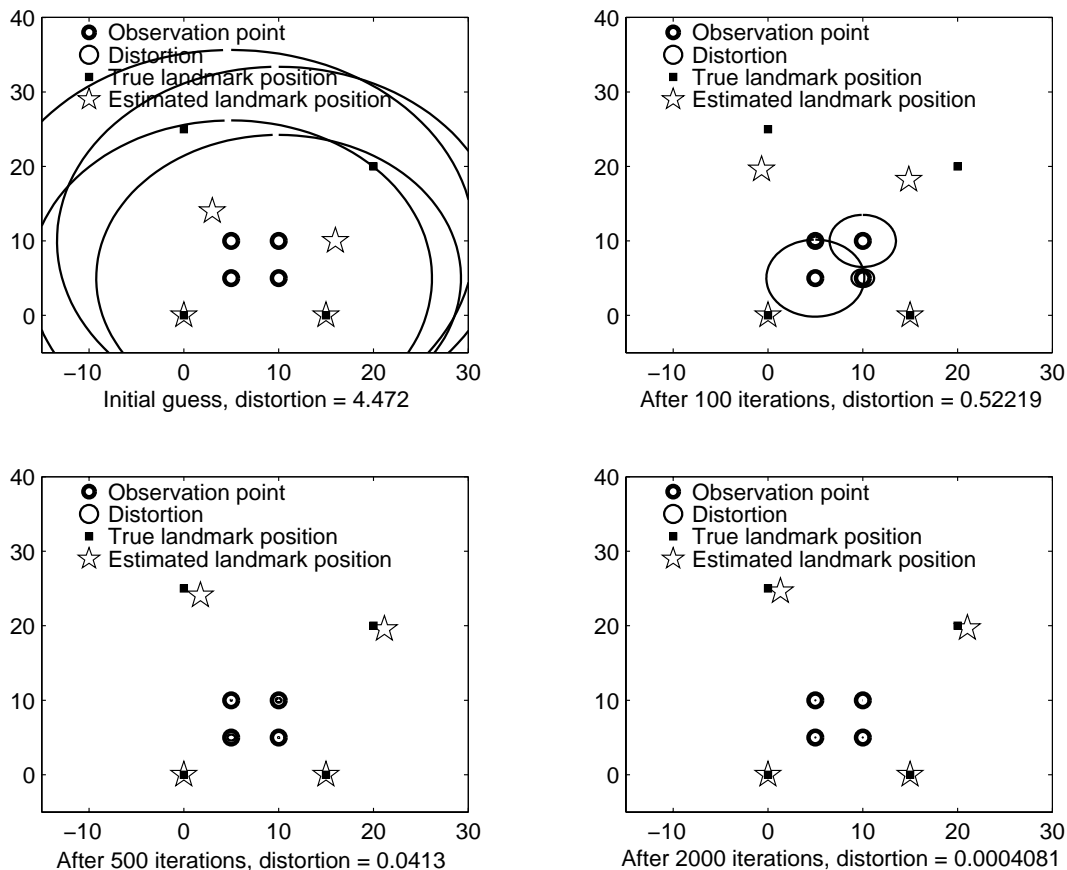 40
30
20
10
0
Observation point
Distortion
True landmark position
Estimated landmark position
−10 0 10 20 30
Initial guess, distortion = 4.472
40
30
20
10
0
Observation point
Distortion
True landmark position
Estimated landmark position
−10 0 10 20 30
After 100 iterations, distortion = 0.52219
40
30
20
10
0
Observation point
Distortion
True landmark position
Estimated landmark position
−10 0 10 20 30
After 500 iterations, distortion = 0.0413
40
30
20
10
0
Observation point
Distortion
True landmark position
Estimated landmark position
−10 0 10 20 30
After 2000 iterations, distortion = 0.0004081